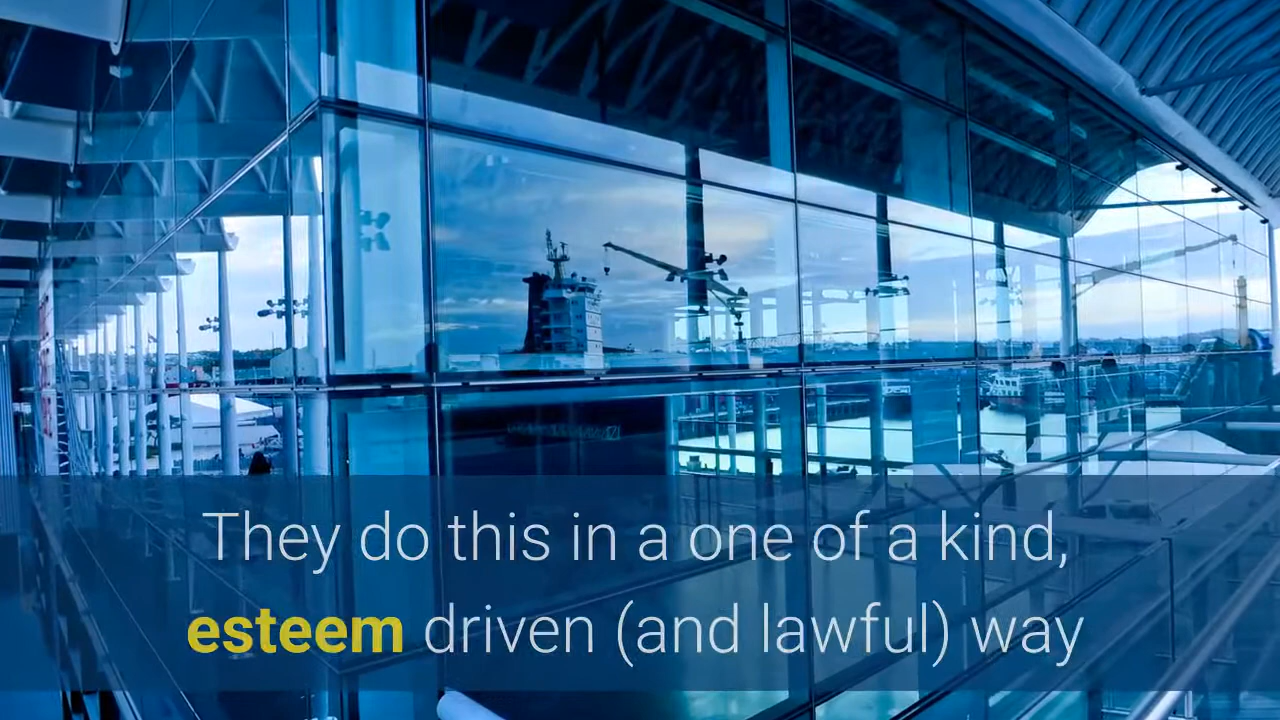 They do this in a one of a kind,
esteem driven (and lawful) way